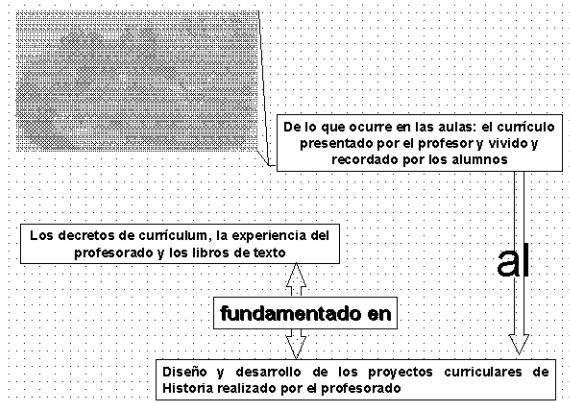 De lo que ocurre en las aulas: el currículo
presentado por el profesor y vivido y
recordado por los alumnos
Los decretos de currículum, la experiencia del
profesorado y los libros de texto
al
fundamentado en
Diseño y desarrollo de los proyectos curriculares de
Historia realizado por el profesorado